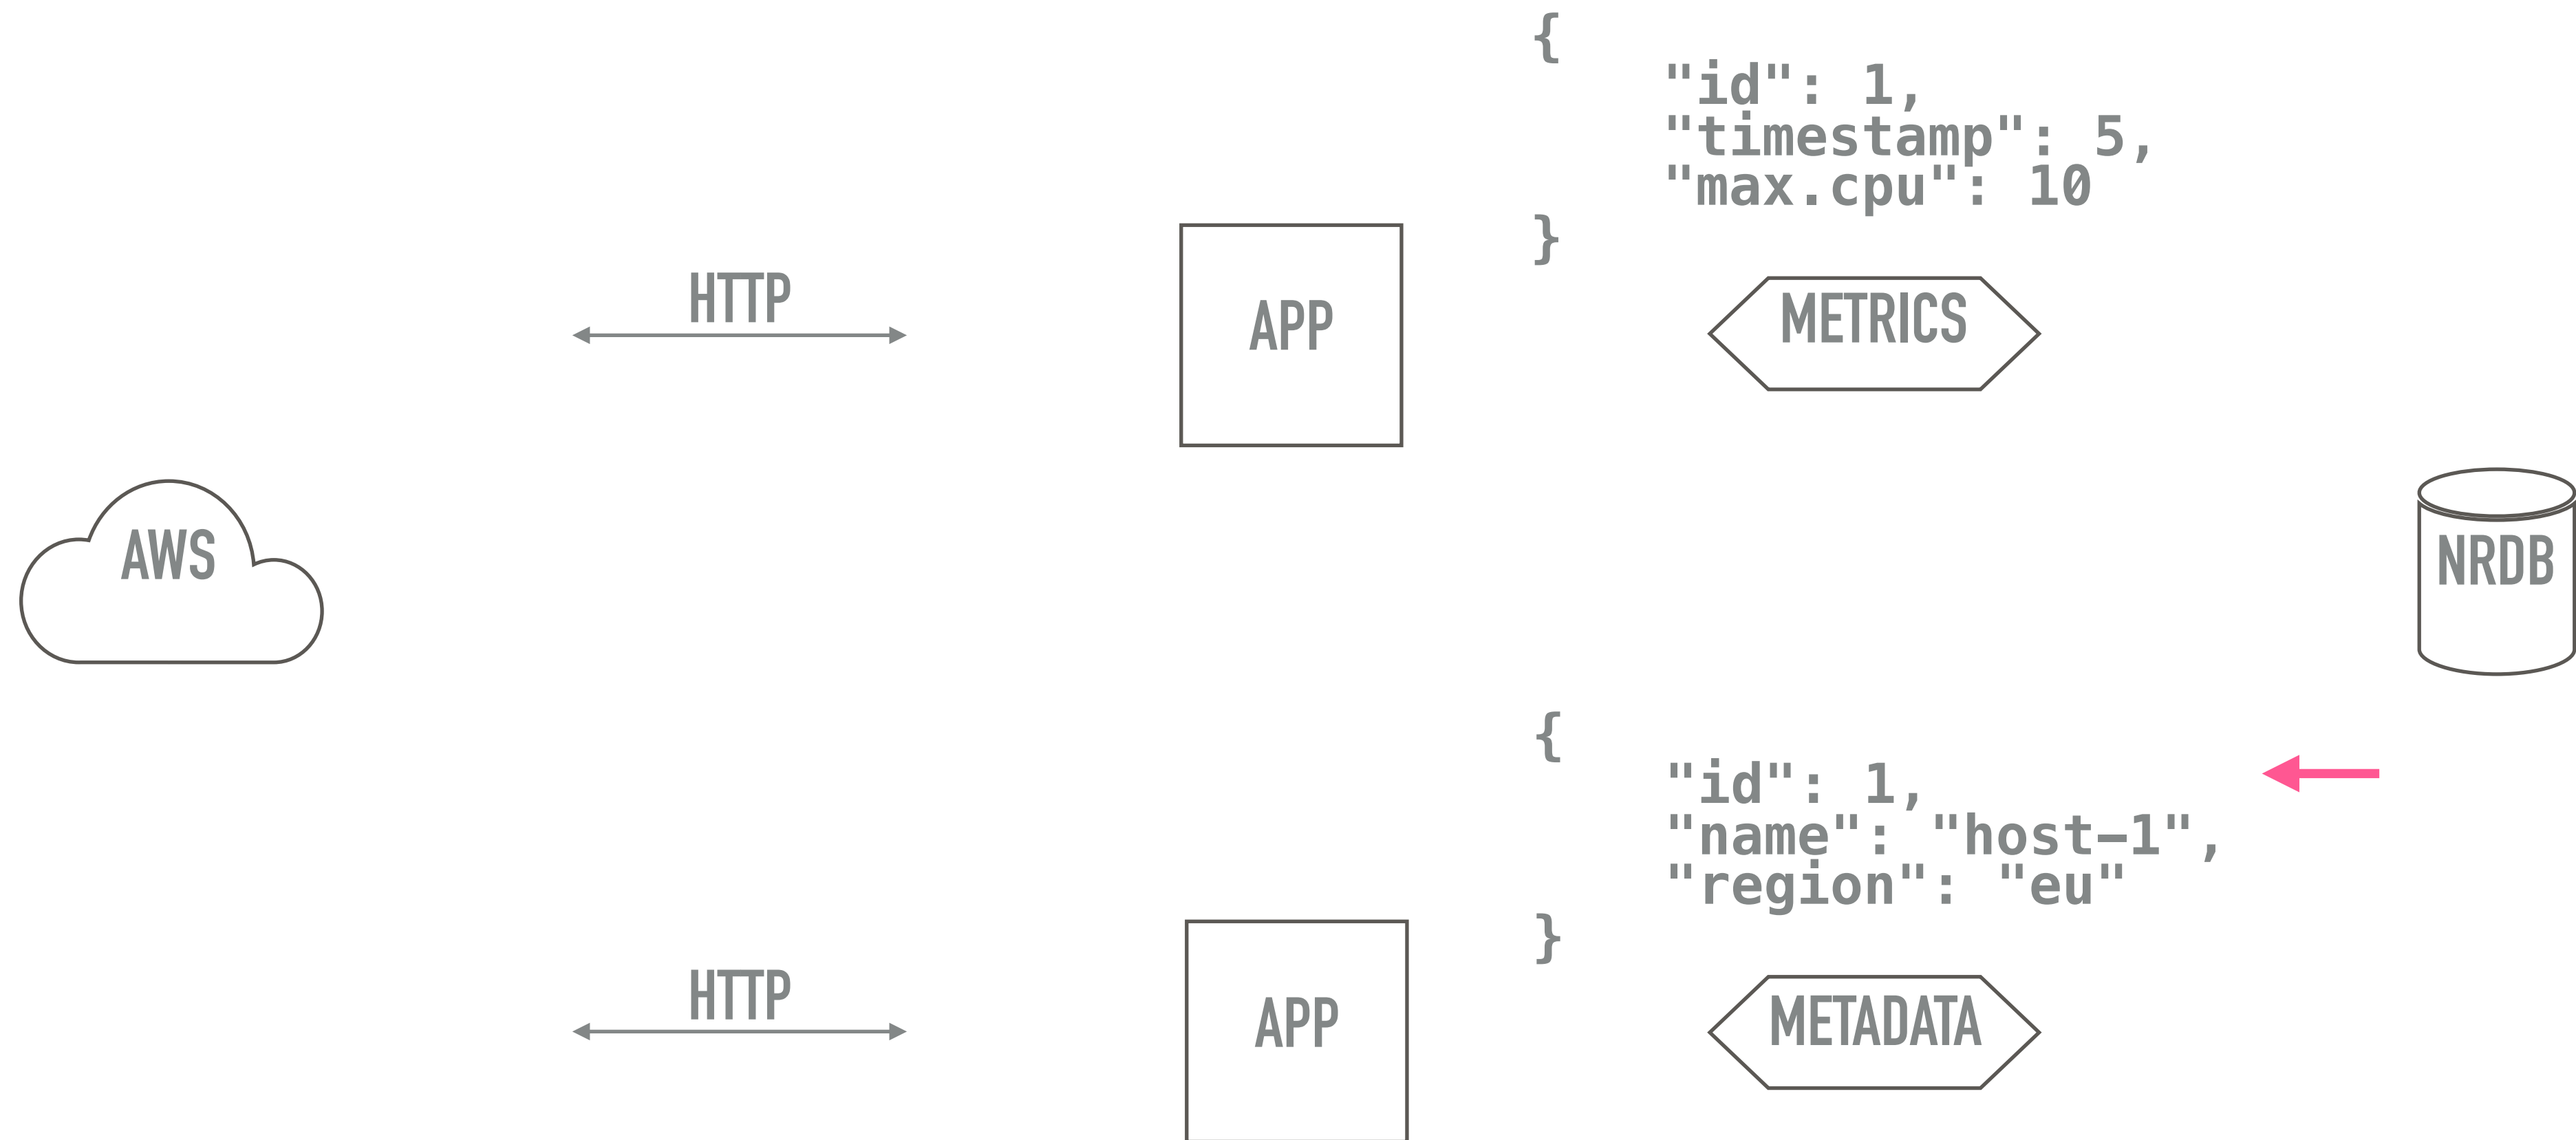 {
"id": 1,
"timestamp": 5,
"max.cpu": 10
}
HTTP
APP
METRICS
AWS
NRDB
{
"id": 1,
"name": "host-1",
"region": "eu"
}
HTTP
APP
METADATA